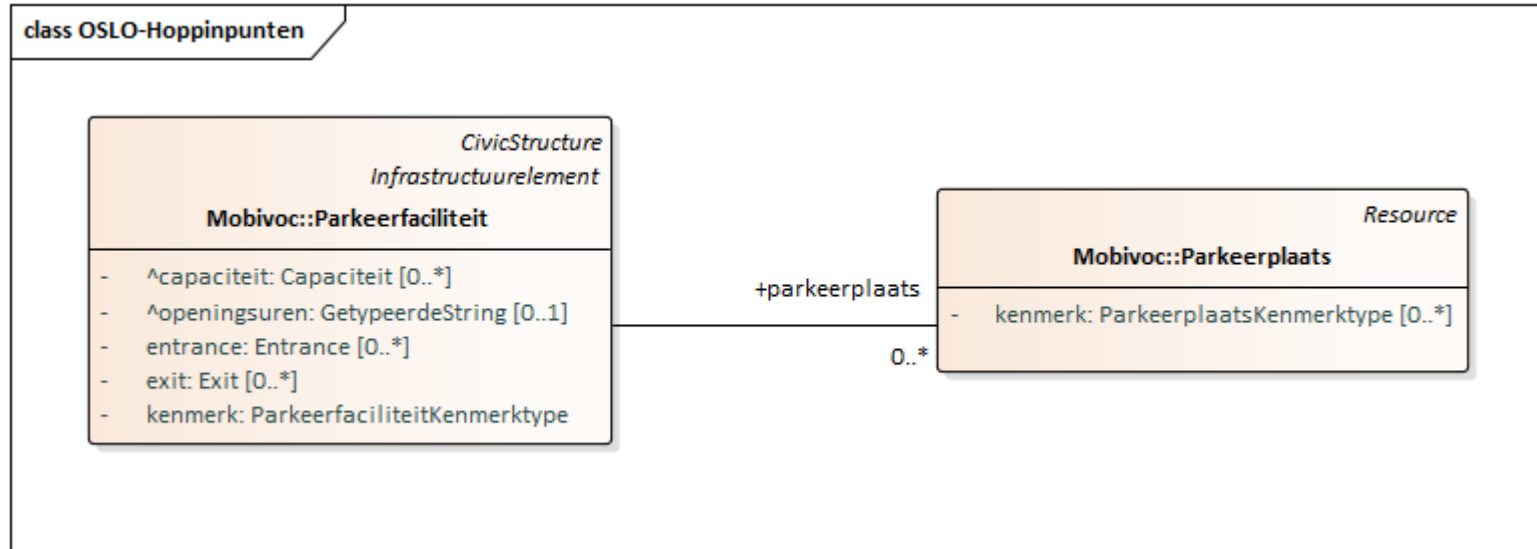 class OSLO-Hoppinpunten
CivicStructure
Infrastructuurelement
Mobivoc::Parkeerfaciliteit
- ^capaciteit: Capaciteit [0..*]
- ^openingsuren: GetypeerdeString [0..1]
- entrance: Entrance [0..*]
- exit: Exit [0..*]
- kenmerk: ParkeerfaciliteitKenmerktype
+parkeerplaats
0..*
Resource
Mobivoc::Parkeerplaats
- kenmerk: ParkeerplaatsKenmerktype [0..*]